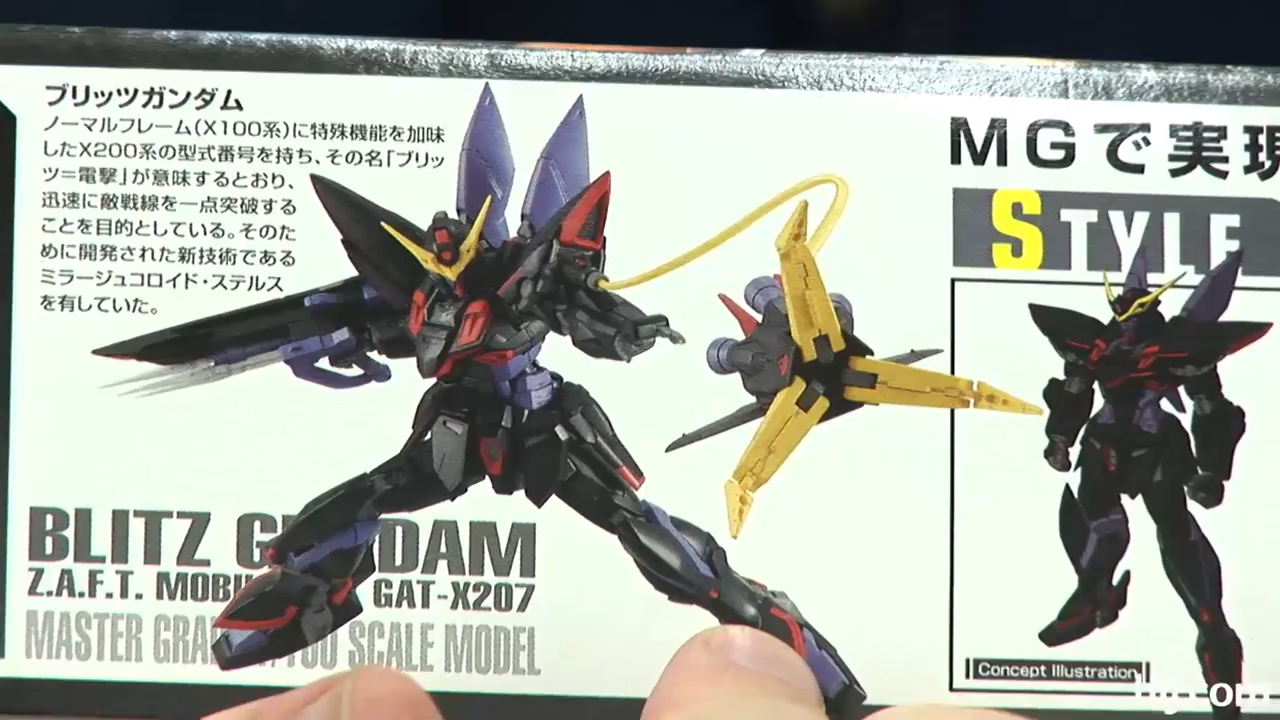 ブリッツガンダム
ノーマルフレーム(X100系)に特殊機能を加味
したX200系の型式番号を持ち、その名「ブリッ
ツ=電撃」が意味するとおり、
迅速に敵戦線を一点突破する
ことを目的としている。そのた
めに開発された新技術である
ミラージュコロイド・ステルス
を有していた。
BLITZ G DAM
Z.A.F.T. MOBI GAT-X207
MASTER GRA /100 SCALE MODEL
MGで実現
STYLE
Concept Illustration